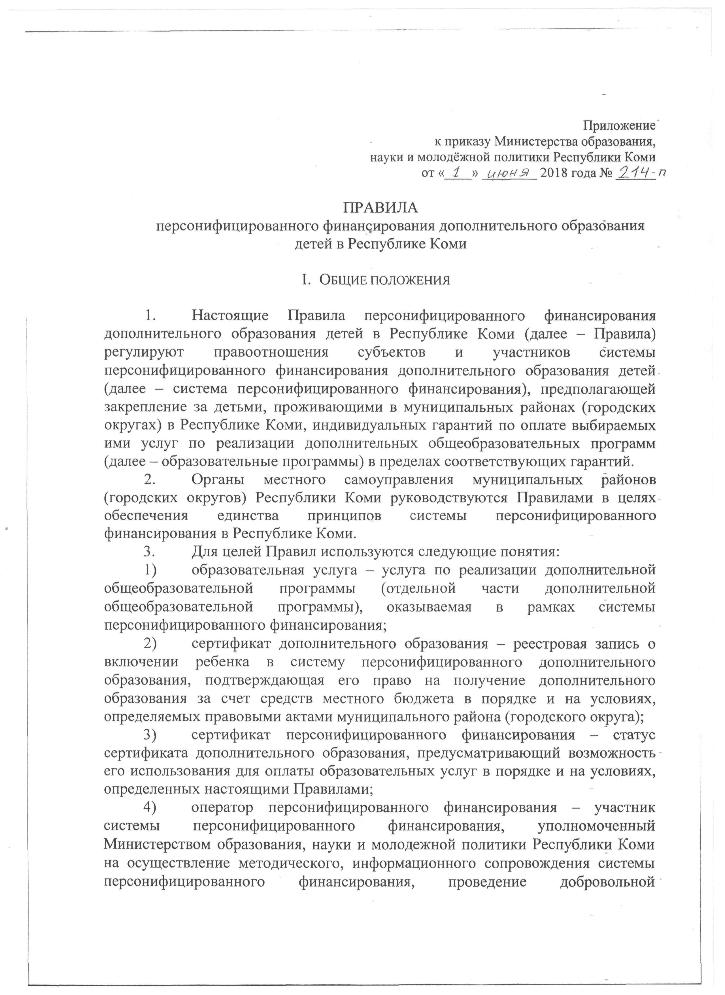 Приложение
к приказу Министерства образования,
науки и молодёжной политики Республики Коми
от « 1 » июня 2018 года № 214-п
ПРАВИЛА
персонифицированного финансирования дополнительного образования
детей в Республике Коми
I. ОБЩИЕ ПОЛОЖЕНИЯ
1. Настоящие Правила персонифицированного финансирования
дополнительного образования детей в Республике Коми (далее – Правила)
регулируют правоотношения субъектов и участников системы
персонифицированного финансирования дополнительного образования детей
(далее – система персонифицированного финансирования), предполагающей
закрепление за детьми, проживающими в муниципальных районах (городских
округах) в Республике Коми, индивидуальных гарантий по оплате выбираемых
ими услуг по реализации дополнительных общеобразовательных программ
(далее – образовательные программы) в пределах соответствующих гарантий.
2. Органы местного самоуправления муниципальных районов
(городских округов) Республики Коми руководствуются Правилами в целях
обеспечения единства принципов системы персонифицированного
финансирования в Республике Коми.
3. Для целей Правил используются следующие понятия:
1) образовательная услуга – услуга по реализации дополнительной
общеобразовательной программы (отдельной части дополнительной
общеобразовательной программы), оказываемая в рамках системы
персонифицированного финансирования;
2) сертификат дополнительного образования – реестровая запись о
включении ребенка в систему персонифицированного дополнительного
образования, подтверждающая его право на получение дополнительного
образования за счет средств местного бюджета в порядке и на условиях,
определяемых правовыми актами муниципального района (городского округа);
3) сертификат персонифицированного финансирования – статус
сертификата дополнительного образования, предусматривающий возможность
его использования для оплаты образовательных услуг в порядке и на условиях,
определенных настоящими Правилами;
4) оператор персонифицированного финансирования – участник
системы персонифицированного финансирования, уполномоченный
Министерством образования, науки и молодежной политики Республики Коми
на осуществление методического, информационного сопровождения системы
персонифицированного финансирования, проведение добровольной